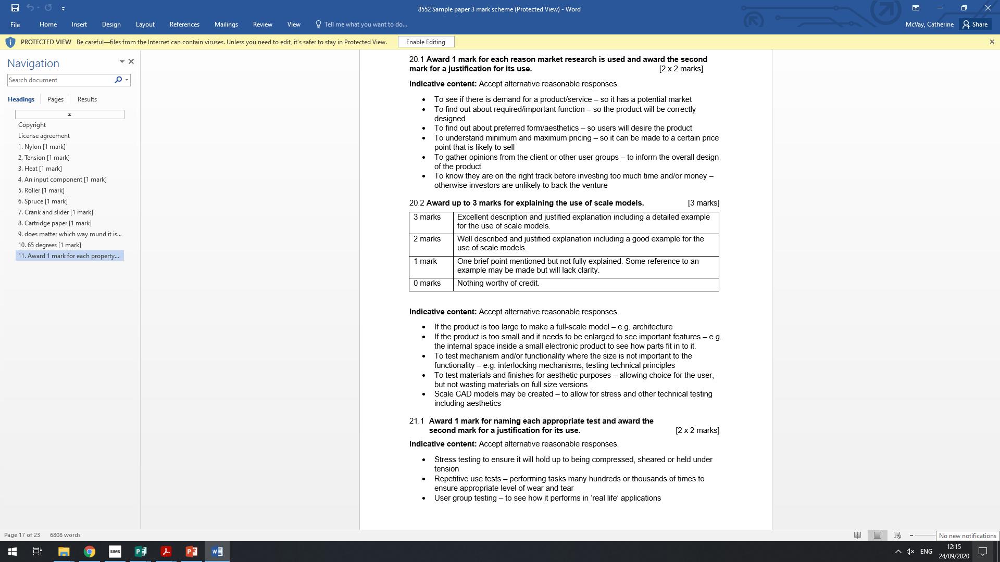 8552 Sample paper 3 mark scheme (Protected View) - Word
File Home Insert Design Layout References Mailings Review View Tell me what you want to do... McVay, Catherine Share
PROTECTED VIEW Be careful—files from the Internet can contain viruses. Unless you need to edit, it's safer to stay in Protected View. Enable Editing
Navigation
Search document
Headings Pages Results
Copyright
License agreement
1. Nylon [1 mark]
2. Tension [1 mark]
3. Heat [1 mark]
4. An input component [1 mark]
5. Roller [1 mark]
6. Spruce [1 mark]
7. Crank and slider [1 mark]
8. Cartridge paper [1 mark]
9. does matter which way round it is...
10. 65 degrees [1 mark]
11. Award 1 mark for each property...
20.1 Award 1 mark for each reason market research is used and award the second
mark for a justification for its use. [2 x 2 marks]
Indicative content: Accept alternative reasonable responses.
• To see if there is demand for a product/service – so it has a potential market
• To find out about required/important function – so the product will be correctly
designed
• To find out about preferred form/aesthetics – so users will desire the product
• To understand minimum and maximum pricing – so it can be made to a certain price
point that is likely to sell
• To gather opinions from the client or other user groups – to inform the overall design
of the product
• To know they are on the right track before investing too much time and/or money –
otherwise investors are unlikely to back the venture
20.2 Award up to 3 marks for explaining the use of scale models. [3 marks]
3 marks Excellent description and justified explanation including a detailed example
for the use of scale models.
2 marks Well described and justified explanation including a good example for the
use of scale models.
1 mark One brief point mentioned but not fully explained. Some reference to an
example may be made but will lack clarity.
0 marks Nothing worthy of credit.
Indicative content: Accept alternative reasonable responses.
• If the product is too large to make a full-scale model – e.g. architecture
• If the product is too small and it needs to be enlarged to see important features – e.g.
the internal space inside a small electronic product to see how parts fit in to it.
• To test mechanism and/or functionality where the size is not important to the
functionality – e.g. interlocking mechanisms, testing technical principles
• To test materials and finishes for aesthetic purposes – allowing choice for the user,
but not wasting materials on full size versions
• Scale CAD models may be created – to allow for stress and other technical testing
including aesthetics
21.1 Award 1 mark for naming each appropriate test and award the
second mark for a justification for its use. [2 x 2 marks]
Indicative content: Accept alternative reasonable responses.
• Stress testing to ensure it will hold up to being compressed, sheared or held under
tension
• Repetitive use tests – performing tasks many hundreds or thousands of times to
ensure appropriate level of wear and tear
• User group testing – to see how it performs in ‘real life’ applications
Page 17 of 23 6808 words
No new notifications
SIMS
ENG
12:15
24/09/2020